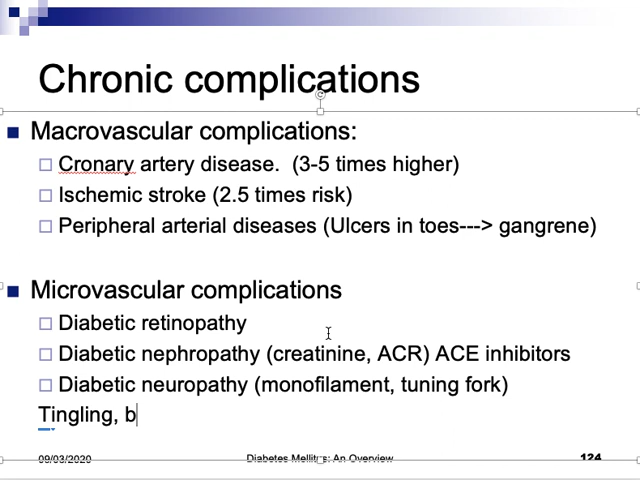 Chronic complications
Macrovascular complications:
Cronary artery disease. (3-5 times higher)
Ischemic stroke (2.5 times risk)
Peripheral arterial diseases (Ulcers in toes---> gangrene)
Microvascular complications
Diabetic retinopathy
Diabetic nephropathy (creatinine, ACR) ACE inhibitors
Diabetic neuropathy (monofilament, tuning fork)
Tingling, b
09/03/2020 Diabetes Mellitus: An Overview 124